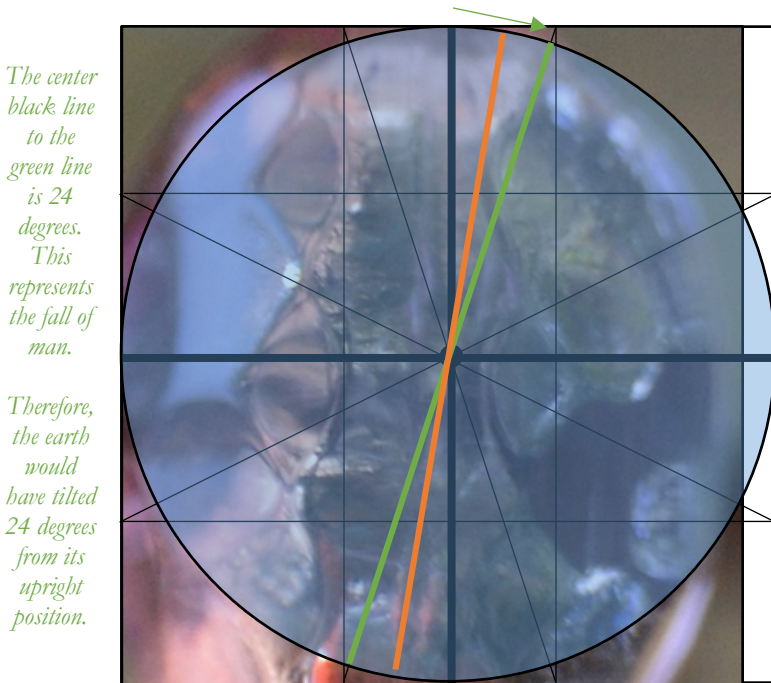 The center
black line
to the
green line
is 24
degrees.
This
represents
the fall of
man.
Therefore,
the earth
would
have tilted
24 degrees
from its
upright
position.